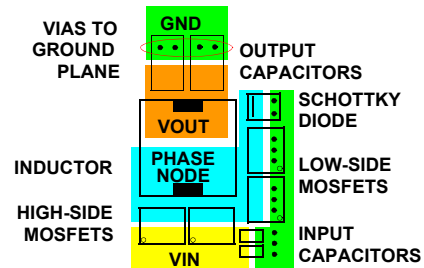 VIAS TO
GROUND
PLANE
GND
OUTPUT
CAPACITORS
SCHOTTKY
DIODE
VOUT
INDUCTOR
PHASE
NODE
LOW-SIDE
MOSFETS
HIGH-SIDE
MOSFETS
VIN
INPUT
CAPACITORS